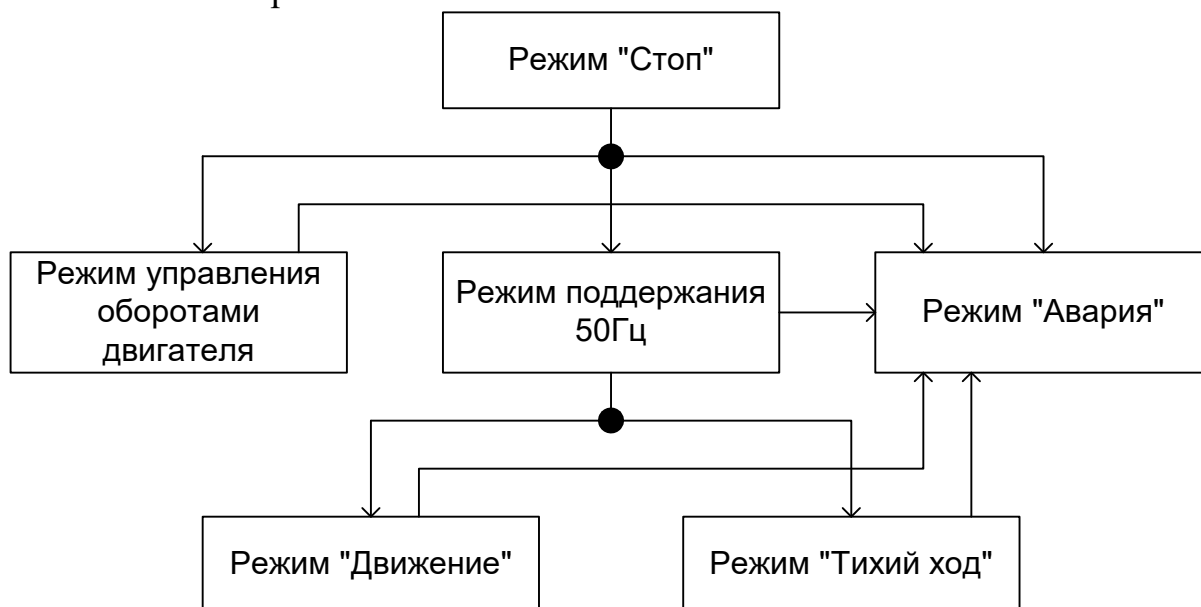 Режим "Стоп"
Режим управления
оборотами
двигателя
Режим поддержания
50Гц
Режим "Авария"
Режим "Движение"
Режим "Тихий ход"